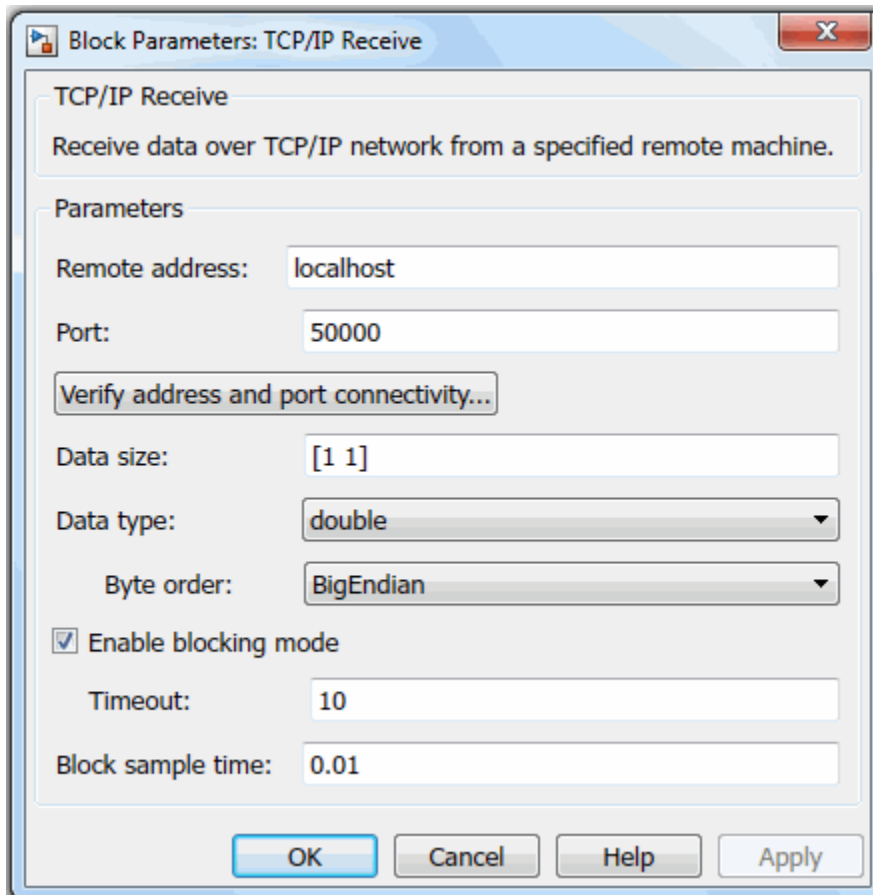 Block Parameters: TCP/IP Receive
TCP/IP Receive
Receive data over TCP/IP network from a specified remote machine.
Parameters
Remote address: localhost
Port: 50000
Verify address and port connectivity...
Data size: [1 1]
Data type: double
Byte order: BigEndian
Enable blocking mode
Timeout: 10
Block sample time: 0.01
OK Cancel Help Apply